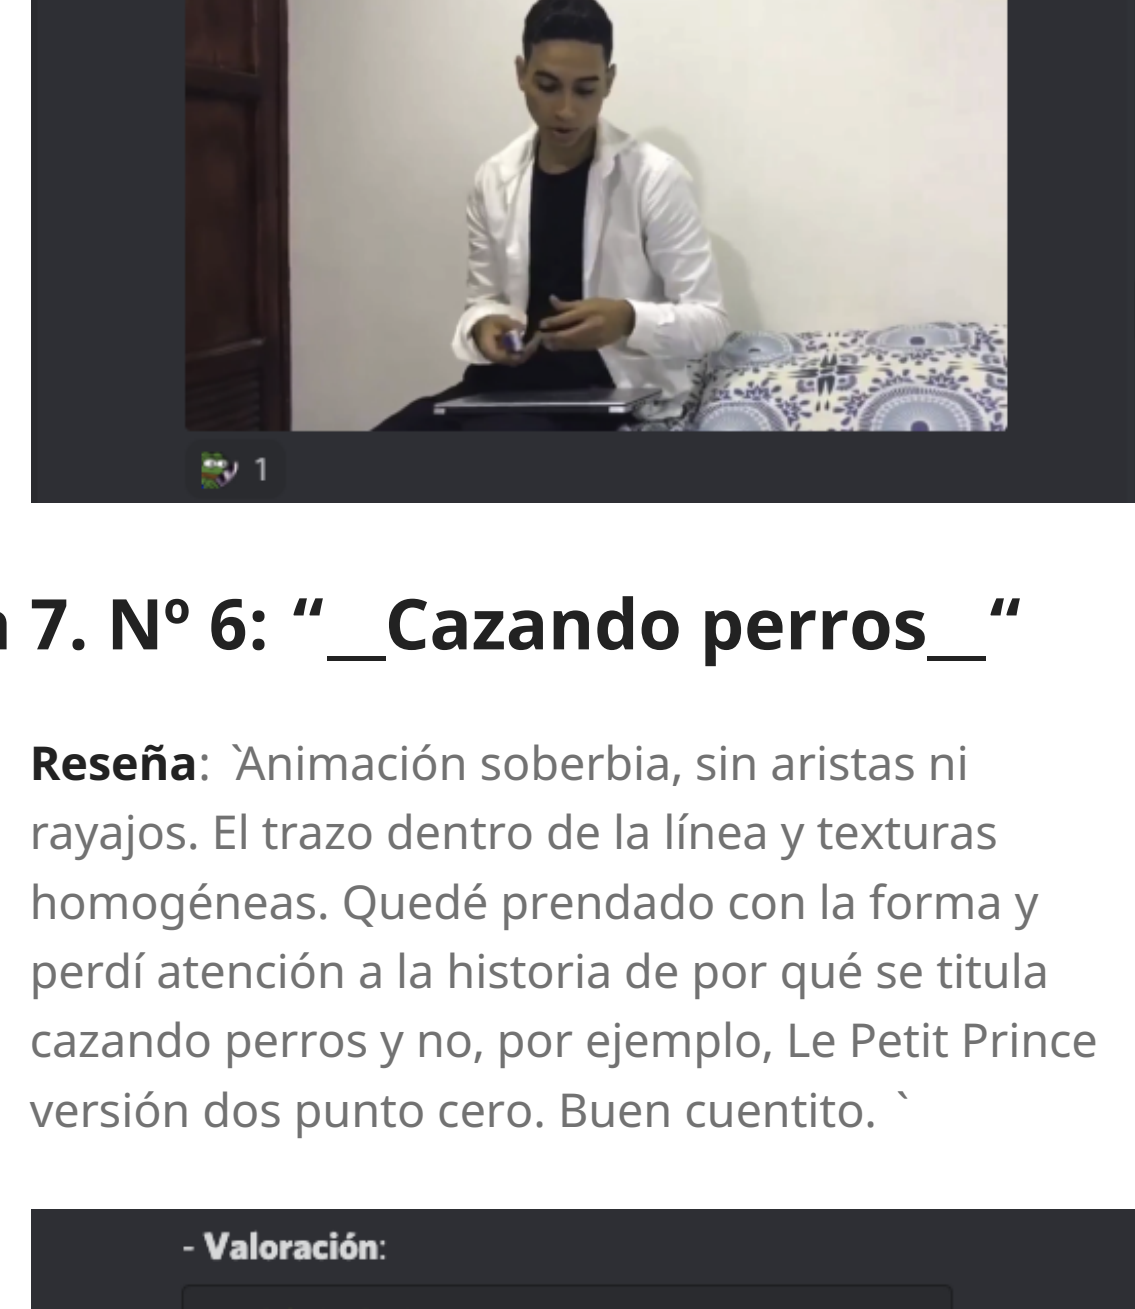 1
7. Nº 6: “__Cazando perros__“
Reseña: `Animación soberbia, sin aristas ni
rayajos. El trazo dentro de la línea y texturas
homogéneas. Quedé prendado con la forma y
perdí atención a la historia de por qué se titula
cazando perros y no, por ejemplo, Le Petit Prince
versión dos punto cero. Buen cuentito. `
- Valoración: